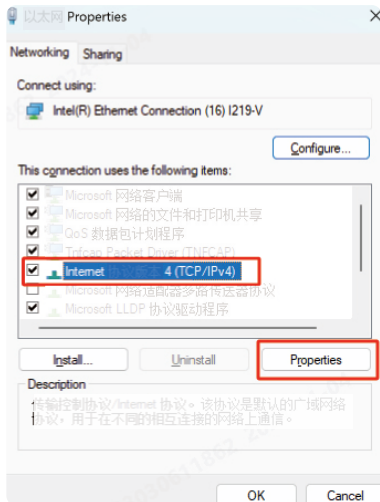 以太网 Properties
Networking Sharing
Connect using:
Intel(R) Ethernet Connection (16) I219-V
Configure...
This connection uses the following items:
Microsoft 网络客户端
Microsoft 网络的文件和打印机共享
QoS 数据包计划程序
Tnfcap Packet Driver (TNFCAP)
Internet 4 (TCP/IPv4)
Microsoft 网络适配器多路传送器协议
Microsoft LLDP 协议驱动程序
Install... Uninstall Properties
Description
传输控制协议/Internet 协议。该协议是默认的广域网络
协议，用于在不同的相互连接的网络上通信。
OK Cancel